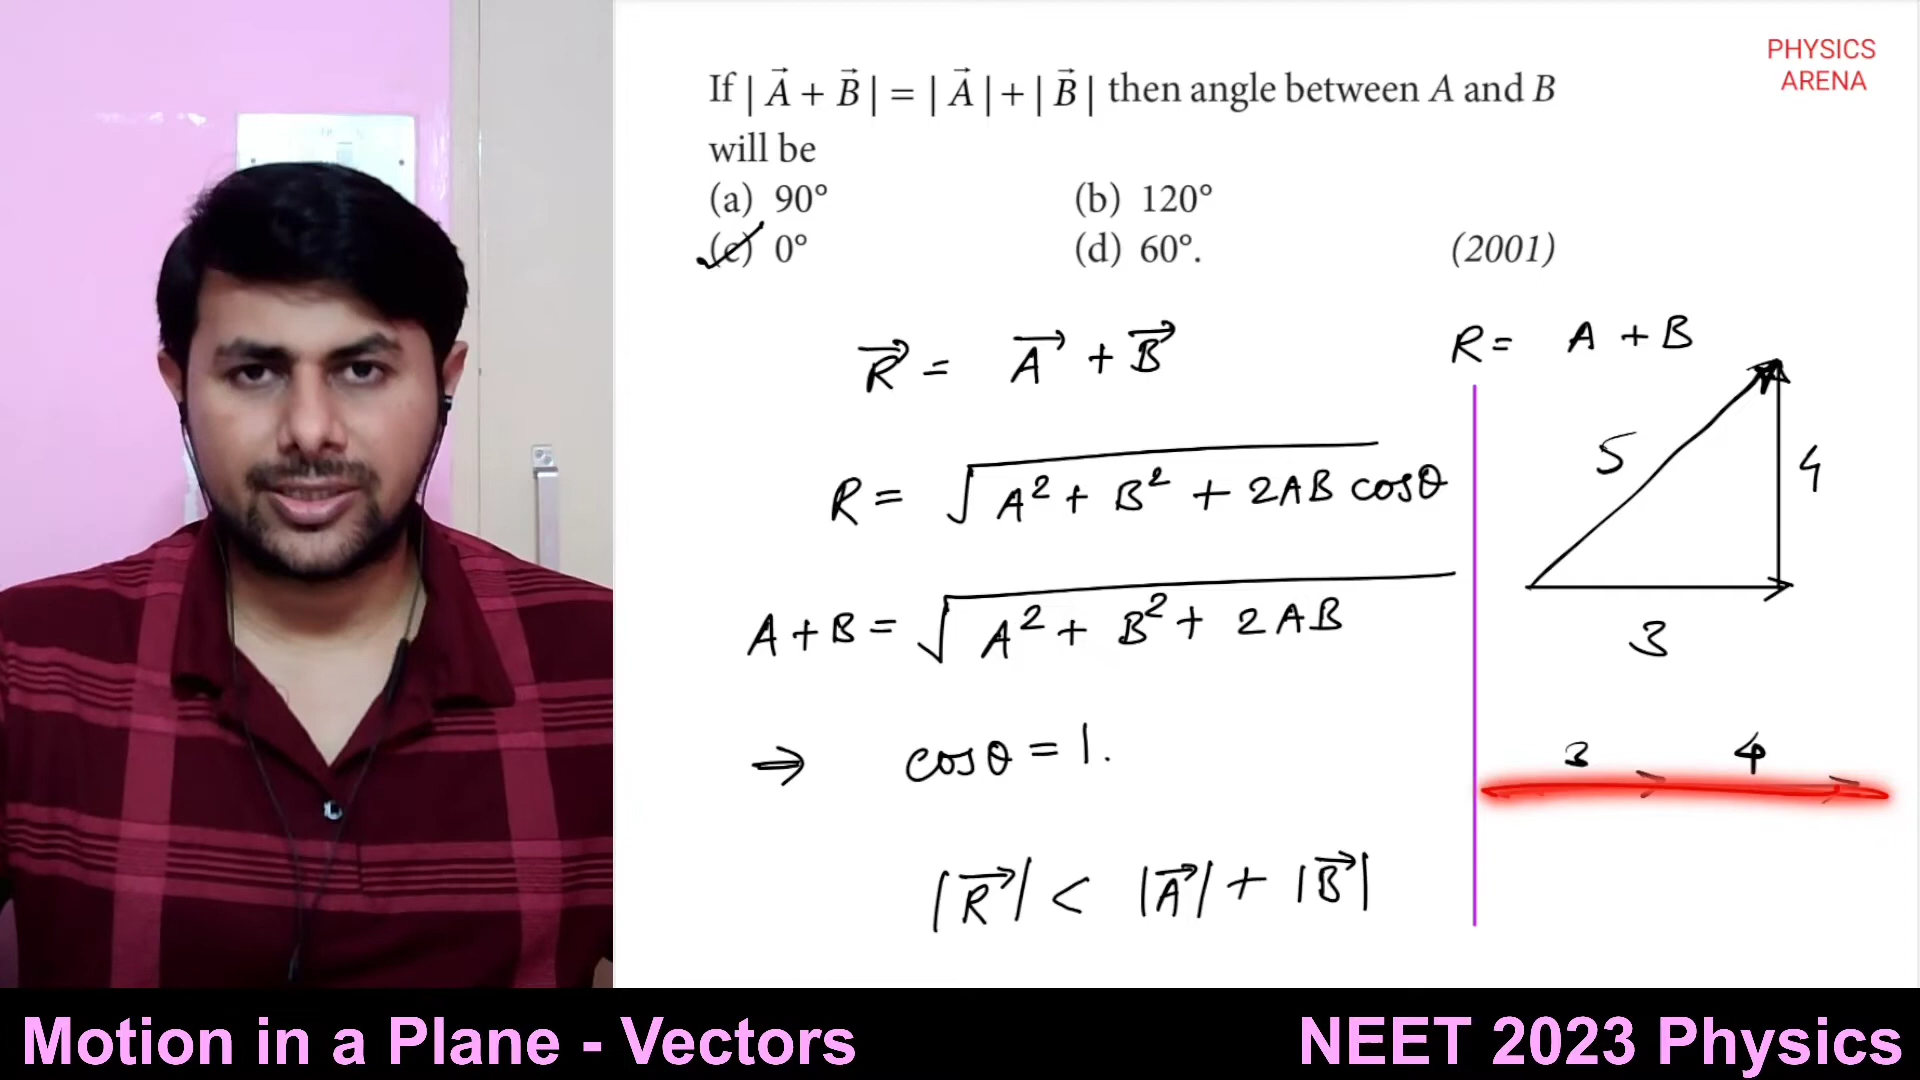 PHYSICS
ARENA
If | A⃗ + B⃗ | = | A⃗ | + | B⃗ | then angle between A and B
will be
(a) 90° (b) 120°
(c) 0° (d) 60°. (2001)
R⃗ = A⃗ + B⃗
R = √(A² + B² + 2AB cosθ)
A + B = √(A² + B² + 2AB)
⇒ cosθ = 1.
|R⃗| < |A⃗| + |B⃗|
R = A + B
5
4
3
3 4
Motion in a Plane - Vectors
NEET 2023 Physics